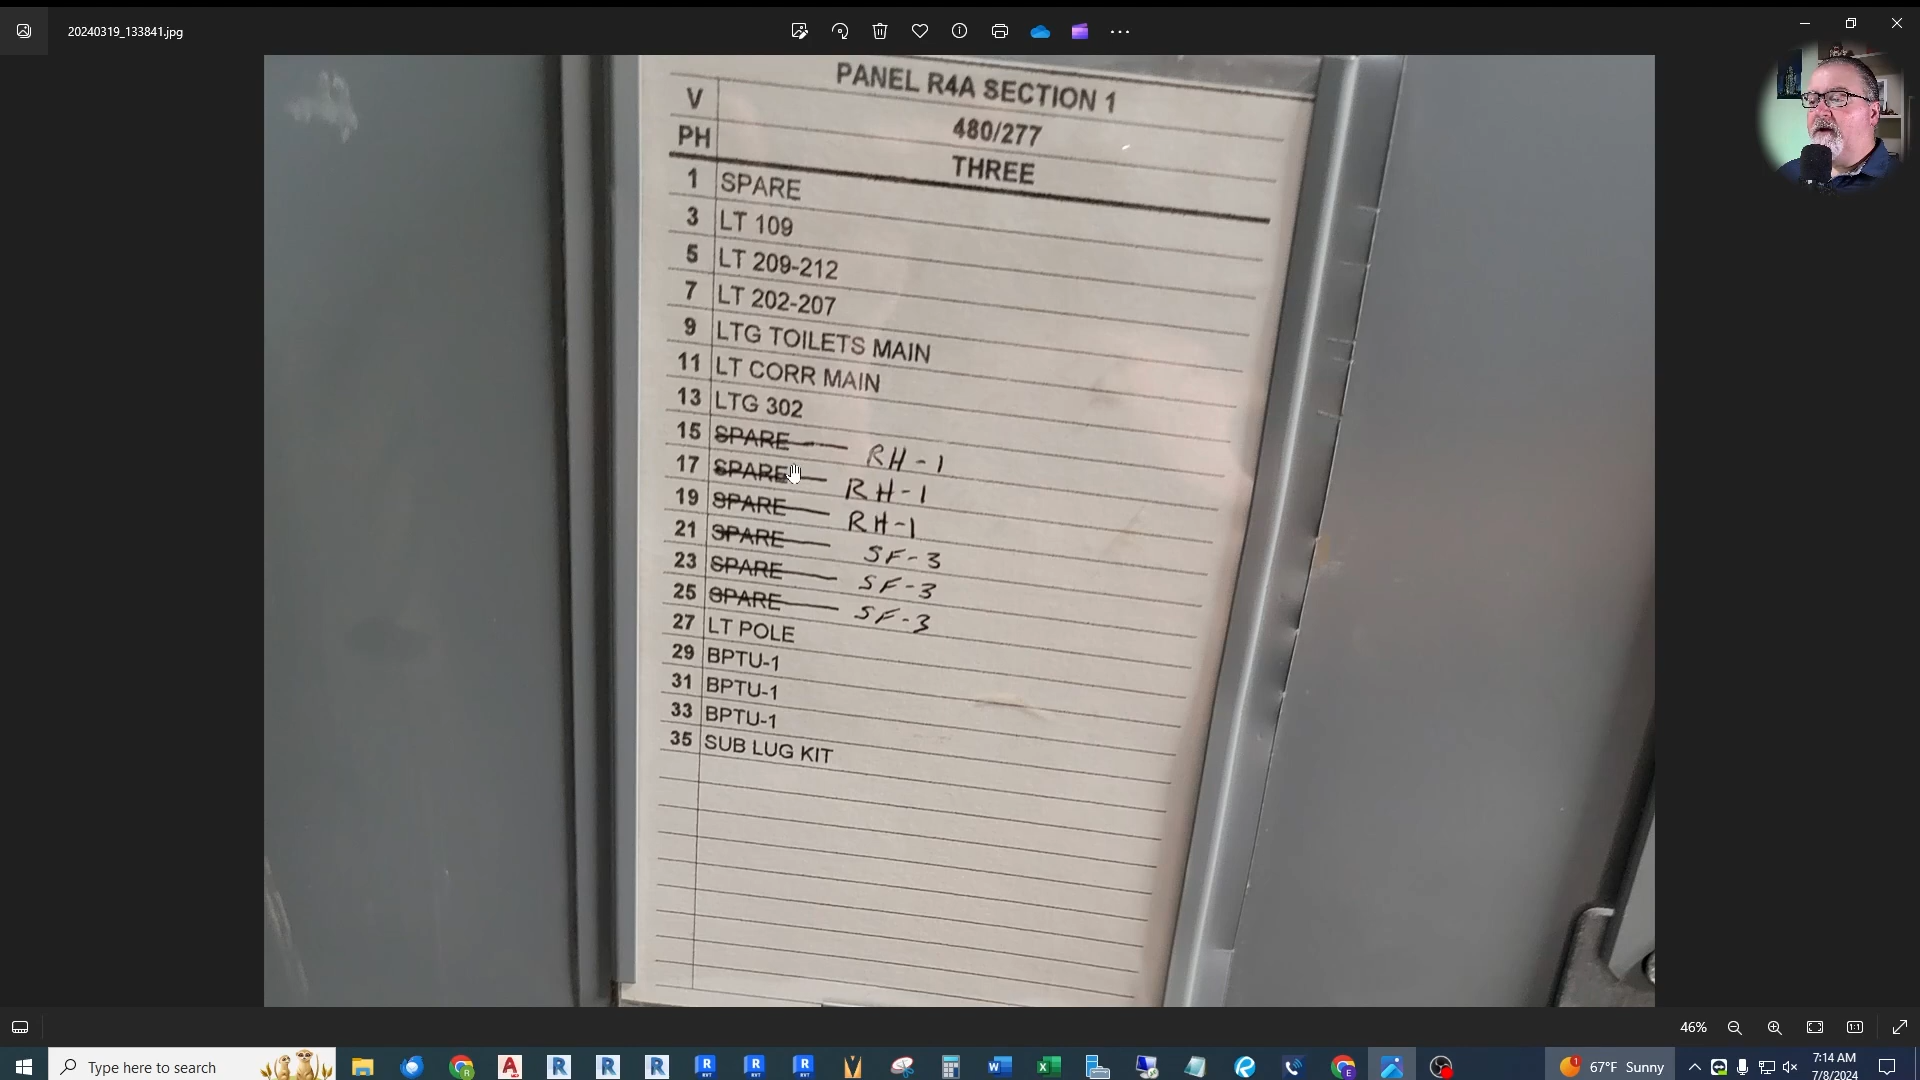 20240319_133841.jpg
PANEL R4A SECTION 1
V 480/277
PH THREE
1 SPARE
3 LT 109
5 LT 209-212
7 LT 202-207
9 LTG TOILETS MAIN
11 LT CORR MAIN
13 LTG 302
15 SPARE RH-1
17 SPARE RH-1
19 SPARE RH-1
21 SPARE SF-3
23 SPARE SF-3
25 SPARE SF-3
27 LT POLE
29 BPTU-1
31 BPTU-1
33 BPTU-1
35 SUB LUG KIT
46%
Type here to search
67°F Sunny
7:14 AM
7/8/2024